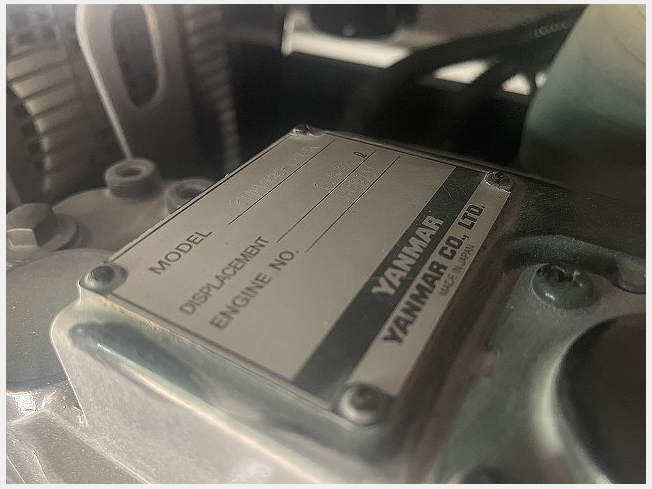 MODEL
DISPLACEMENT ℓ
ENGINE NO.
YANMAR
YANMAR CO., LTD.
MADE IN JAPAN